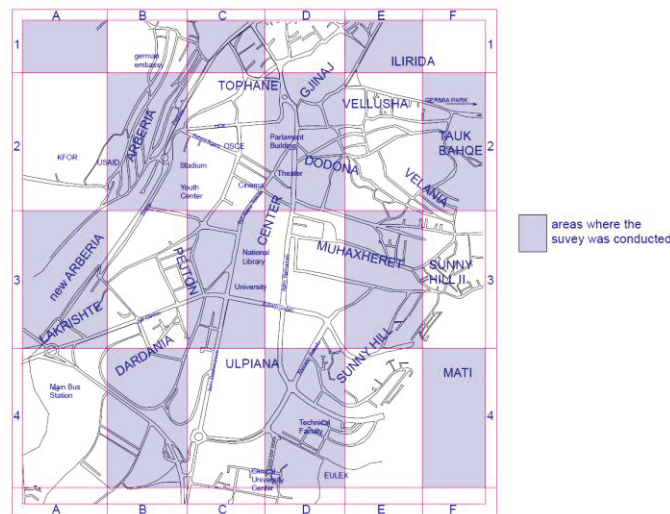 A B C D E F
1 1
german
embassy
ILIRIDA
TOPHANE
GJINAJ
VELLUSHA
GERMIA PARK
ARBERIA
2 2
OSCE
Parlament
Building
TAUK
BAHQE
KFOR
USAID
Stadium
DODONA
Theater
Youth
Center
Cinema
VELANIA
CENTER
new ARBERIA
PEJTON
MUHAXHERET
National
Library
SUNNY
HILL II
3 3
University
LAKRISHTE
DARDANIA
ULPIANA
SUNNY HILL
MATI
Main Bus
Station
4 4
Technical
Faculty
Clinical
University
Center
EULEX
A B C D E F
areas where the
suvey was conducted